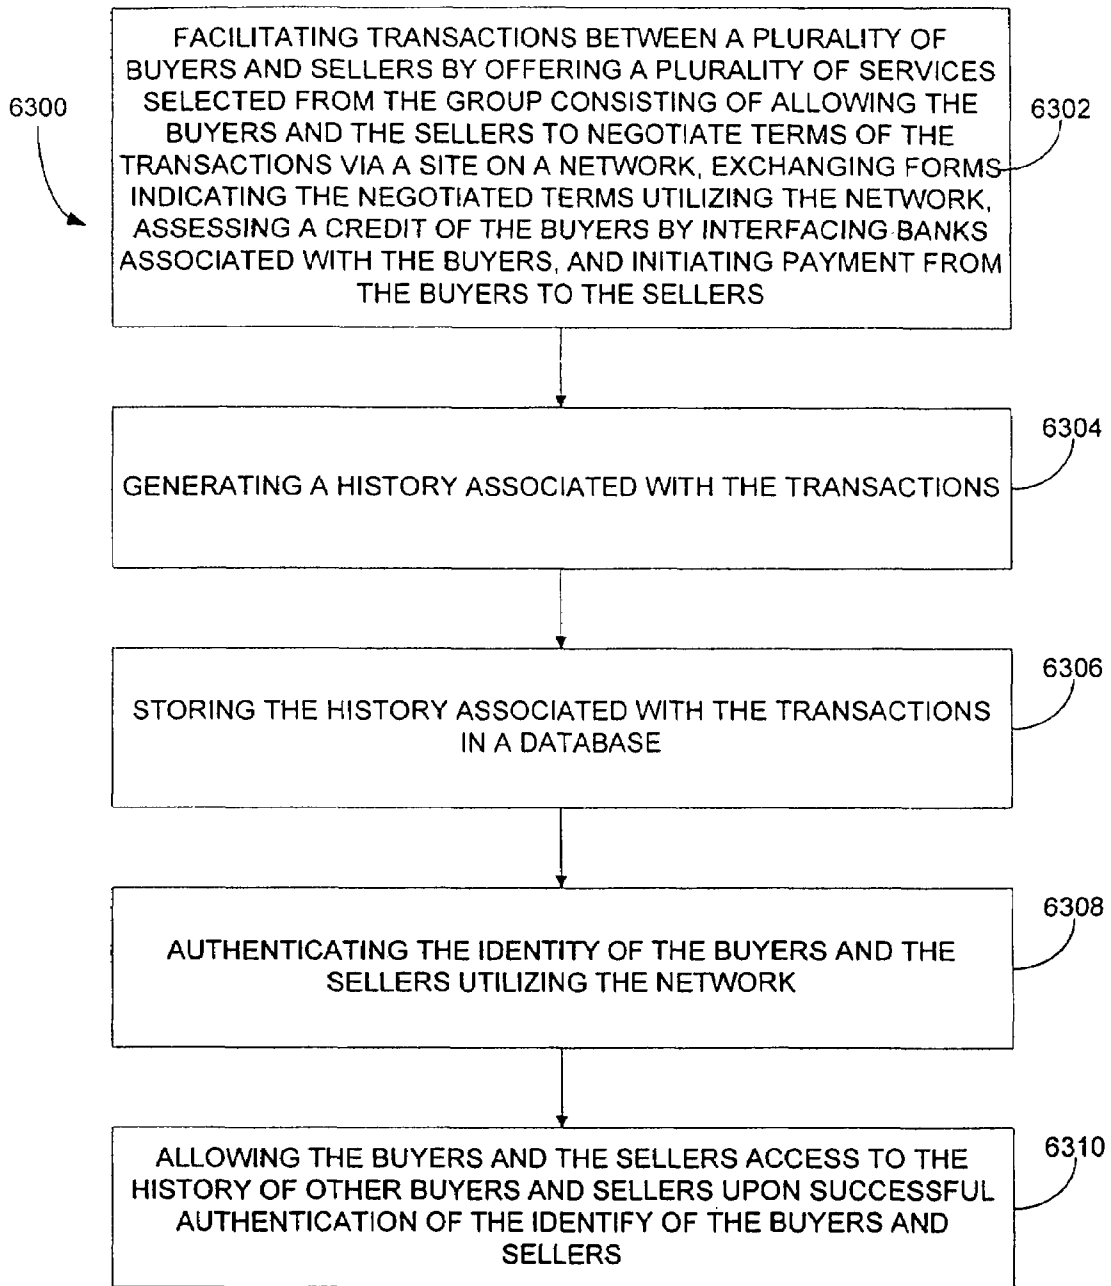 FACILITATING TRANSACTIONS BETWEEN A PLURALITY OF
BUYERS AND SELLERS BY OFFERING A PLURALITY OF SERVICES
SELECTED FROM THE GROUP CONSISTING OF ALLOWING THE
BUYERS AND THE SELLERS TO NEGOTIATE TERMS OF THE
TRANSACTIONS VIA A SITE ON A NETWORK, EXCHANGING FORMS
INDICATING THE NEGOTIATED TERMS UTILIZING THE NETWORK,
ASSESSING A CREDIT OF THE BUYERS BY INTERFACING BANKS
ASSOCIATED WITH THE BUYERS, AND INITIATING PAYMENT FROM
THE BUYERS TO THE SELLERS
6300
6302
GENERATING A HISTORY ASSOCIATED WITH THE TRANSACTIONS
6304
STORING THE HISTORY ASSOCIATED WITH THE TRANSACTIONS
IN A DATABASE
6306
AUTHENTICATING THE IDENTITY OF THE BUYERS AND THE
SELLERS UTILIZING THE NETWORK
6308
ALLOWING THE BUYERS AND THE SELLERS ACCESS TO THE
HISTORY OF OTHER BUYERS AND SELLERS UPON SUCCESSFUL
AUTHENTICATION OF THE IDENTIFY OF THE BUYERS AND
SELLERS
6310